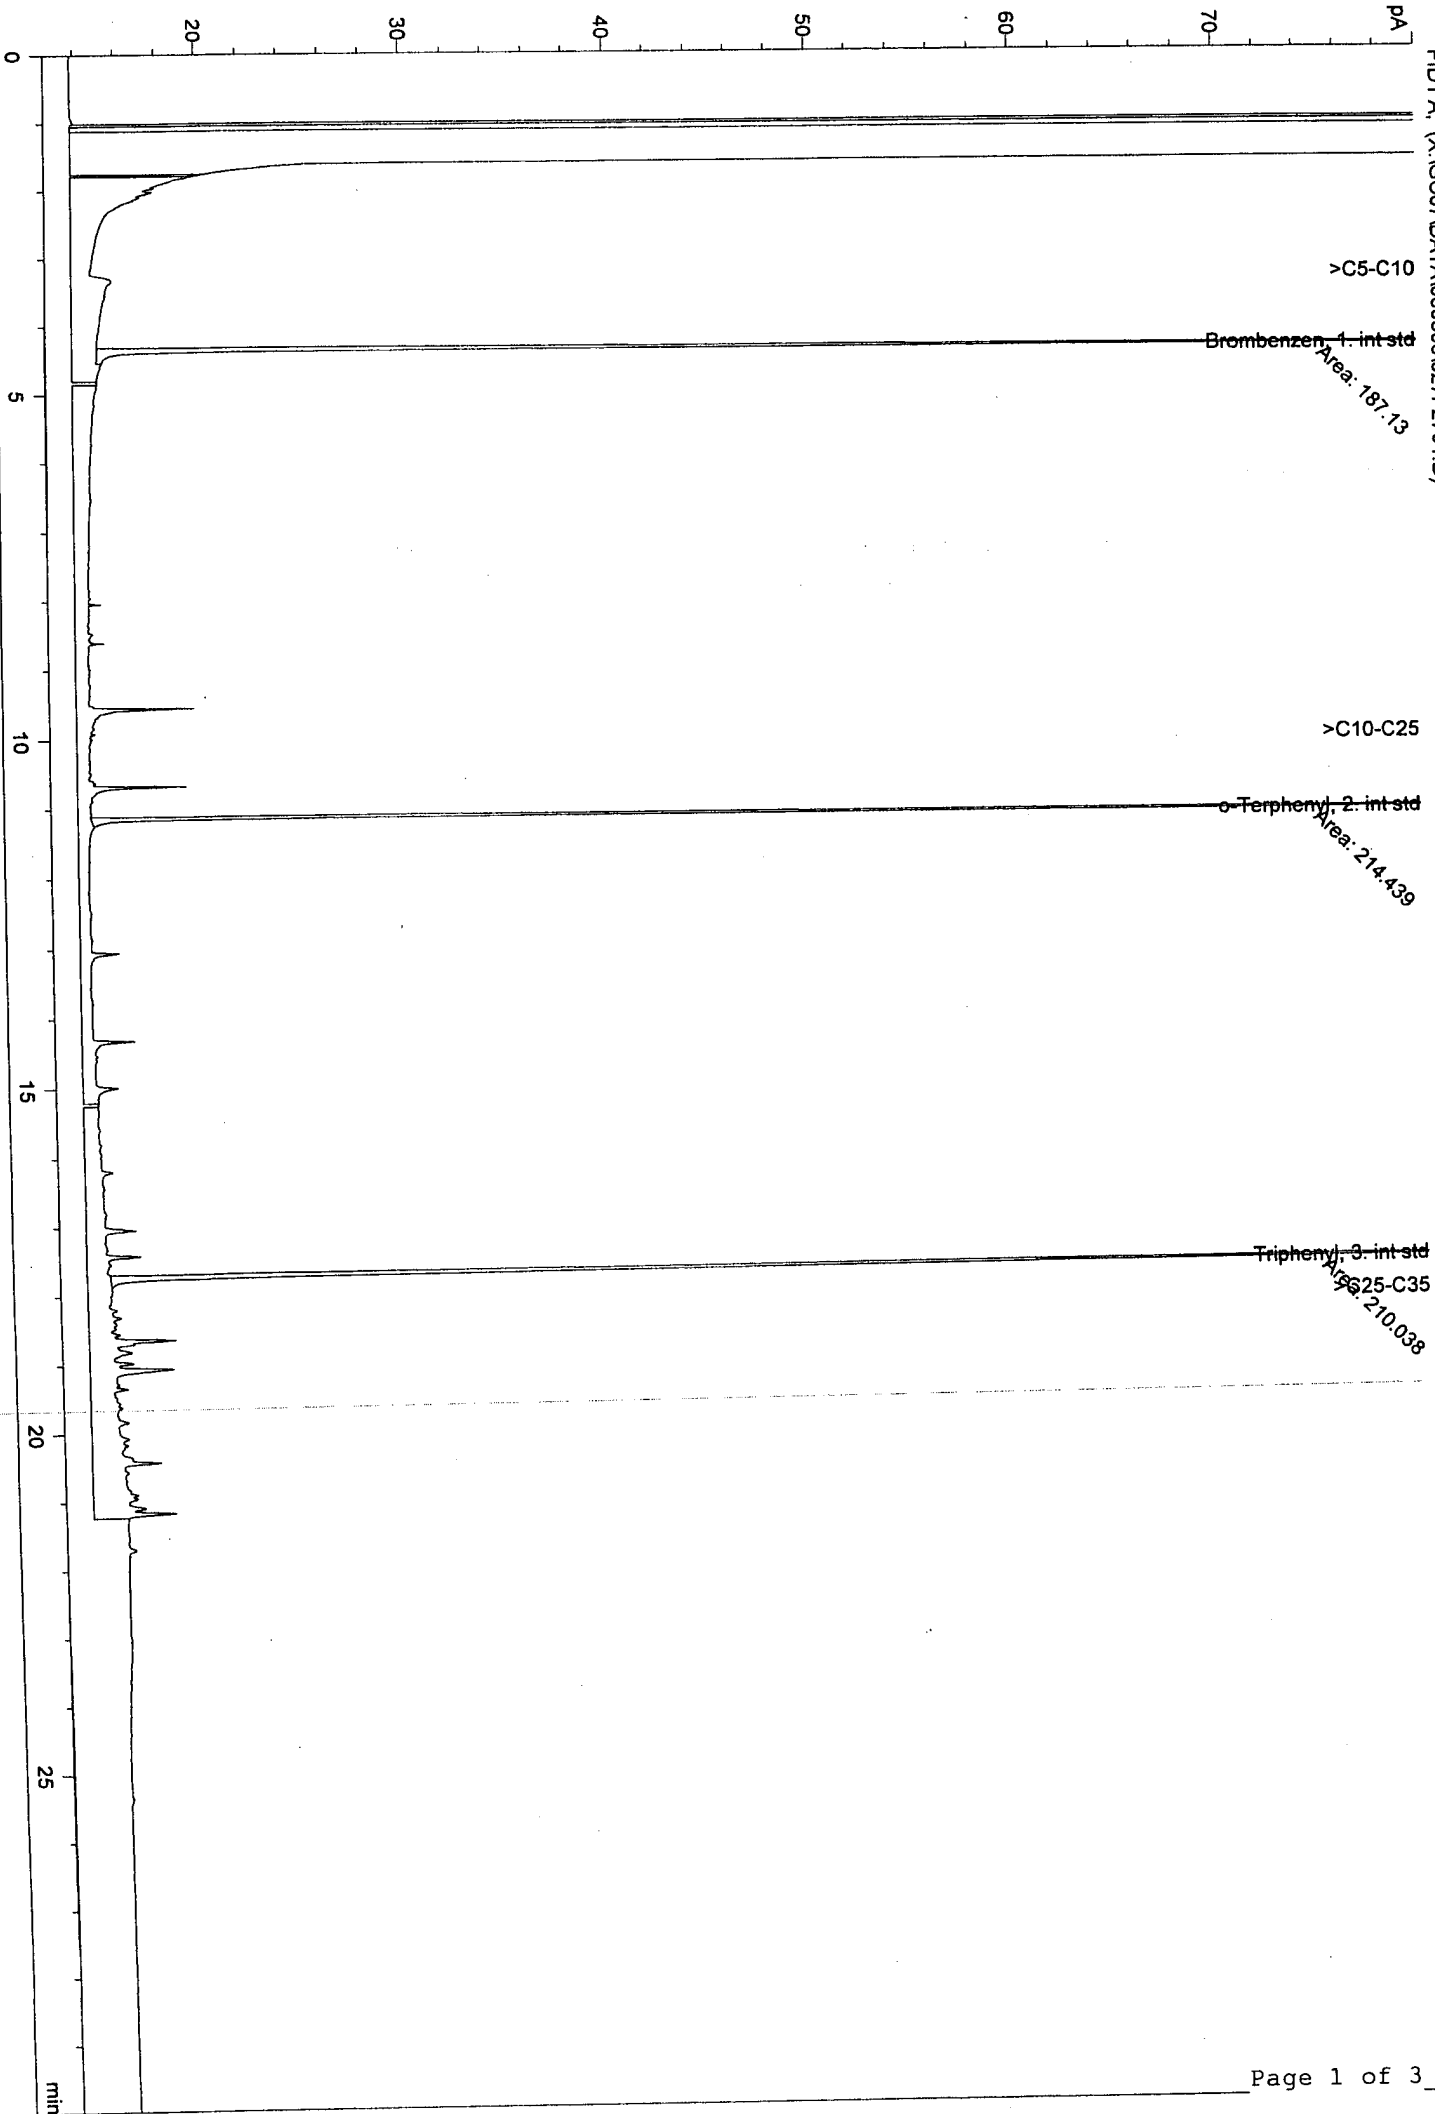 pA
70
60
50
40
30
20
0
5
10
15
20
25
min
>C5-C10
Brombenzen, 1. int std
Area: 187.13
>C10-C25
o-Terphenyl, 2. int std
Area: 214.439
Triphenyl, 3. int std
Area: 210.038
>C25-C35
Page 1 of 3